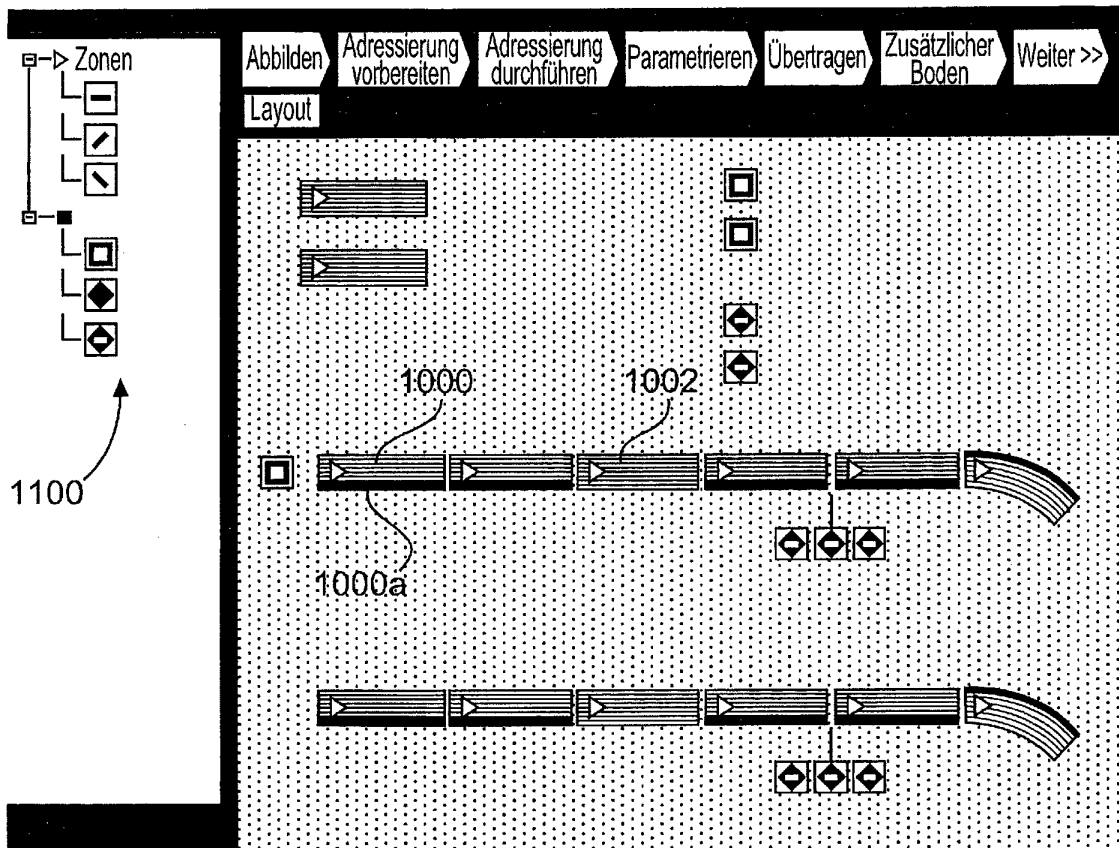 Zonen
Abbilden
Adressierung
vorbereiten
Adressierung
durchführen
Parametrieren
Übertragen
Zusätzlicher
Boden
Weiter >>
Layout
1000
1002
1100
1000a